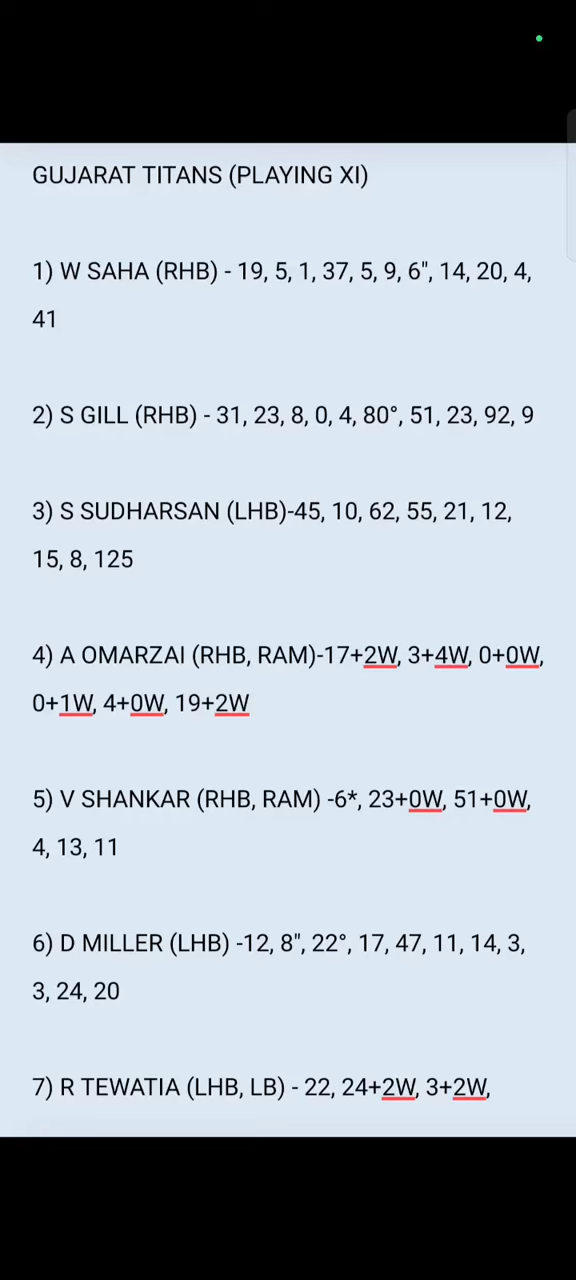 GUJARAT TITANS (PLAYING XI)
1) W SAHA (RHB) - 19, 5, 1, 37, 5, 9, 6", 14, 20, 4,
41
2) S GILL (RHB) - 31, 23, 8, 0, 4, 80°, 51, 23, 92, 9
3) S SUDHARSAN (LHB)-45, 10, 62, 55, 21, 12,
15, 8, 125
4) A OMARZAI (RHB, RAM)-17+2W, 3+4W, 0+0W,
0+1W, 4+0W, 19+2W
5) V SHANKAR (RHB, RAM) -6*, 23+0W, 51+0W,
4, 13, 11
6) D MILLER (LHB) -12, 8", 22°, 17, 47, 11, 14, 3,
3, 24, 20
7) R TEWATIA (LHB, LB) - 22, 24+2W, 3+2W,